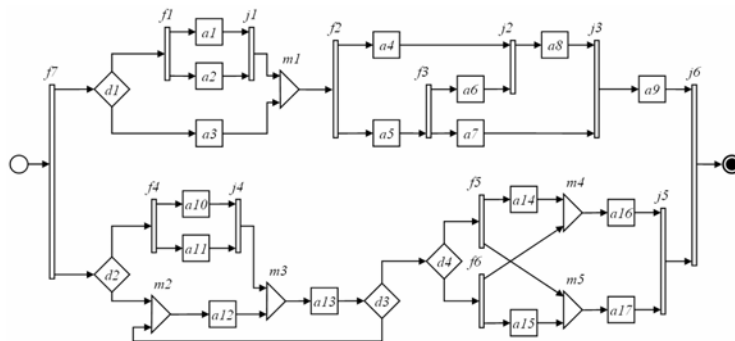 f1 a1 j1
f2 a4 j2 a8 j3
f7 d1 a2 m1 f3 a6 a9 j6
a3 a5 a7
f4 a10 j4 f5 a14 m4 a16 j5
a11
d2 m2 m3 d4 f6 m5
a12 a13 d3 a15 a17